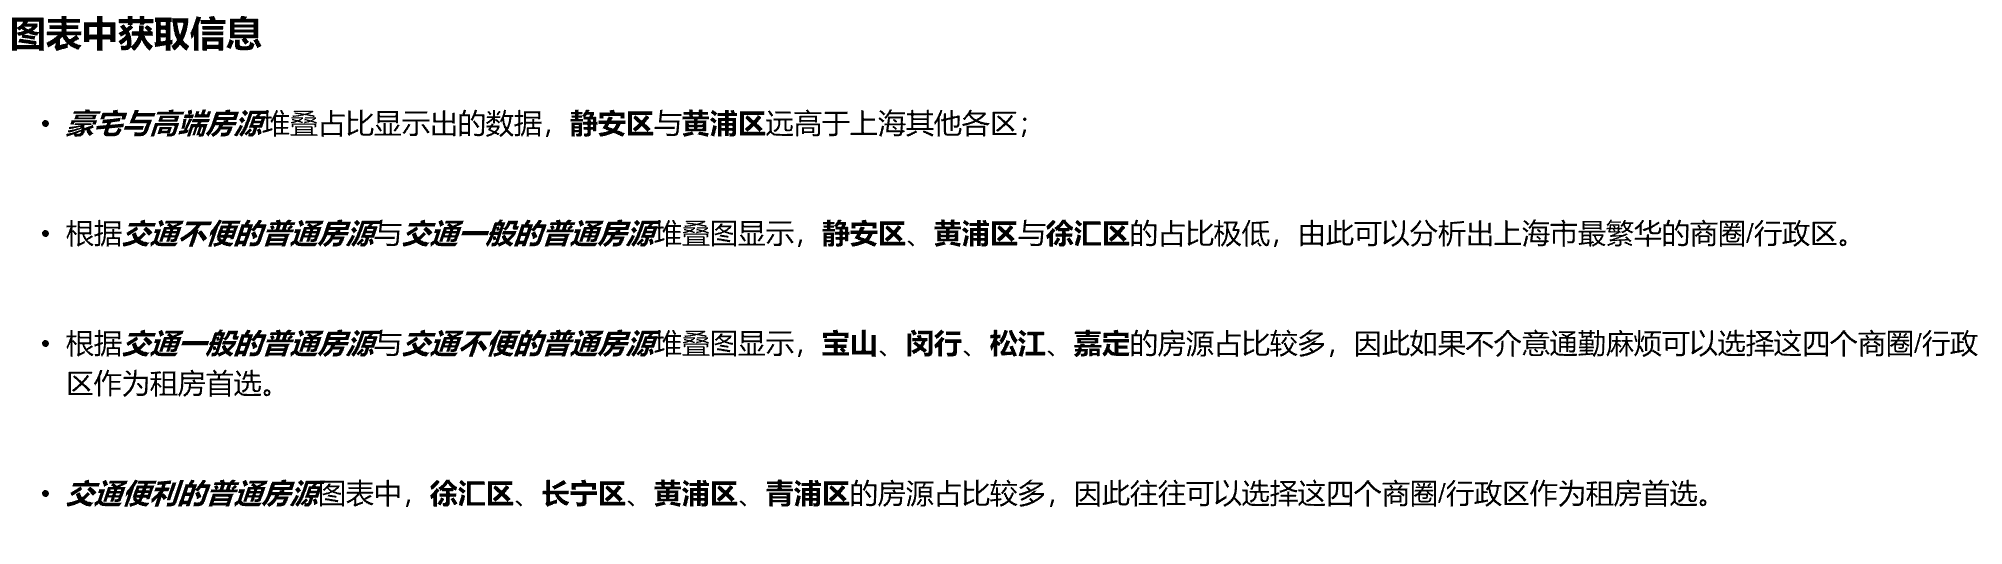 图表中获取信息
• 豪宅与高端房源堆叠占比显示出的数据，静安区与黄浦区远高于上海其他各区；
• 根据交通不便的普通房源与交通一般的普通房源堆叠图显示，静安区、黄浦区与徐汇区的占比极低，由此可以分析出上海市最繁华的商圈/行政区。
• 根据交通一般的普通房源与交通不便的普通房源堆叠图显示，宝山、闵行、松江、嘉定的房源占比较多，因此如果不介意通勤麻烦可以选择这四个商圈/行政
区作为租房首选。
• 交通便利的普通房源图表中，徐汇区、长宁区、黄浦区、青浦区的房源占比较多，因此往往可以选择这四个商圈/行政区作为租房首选。